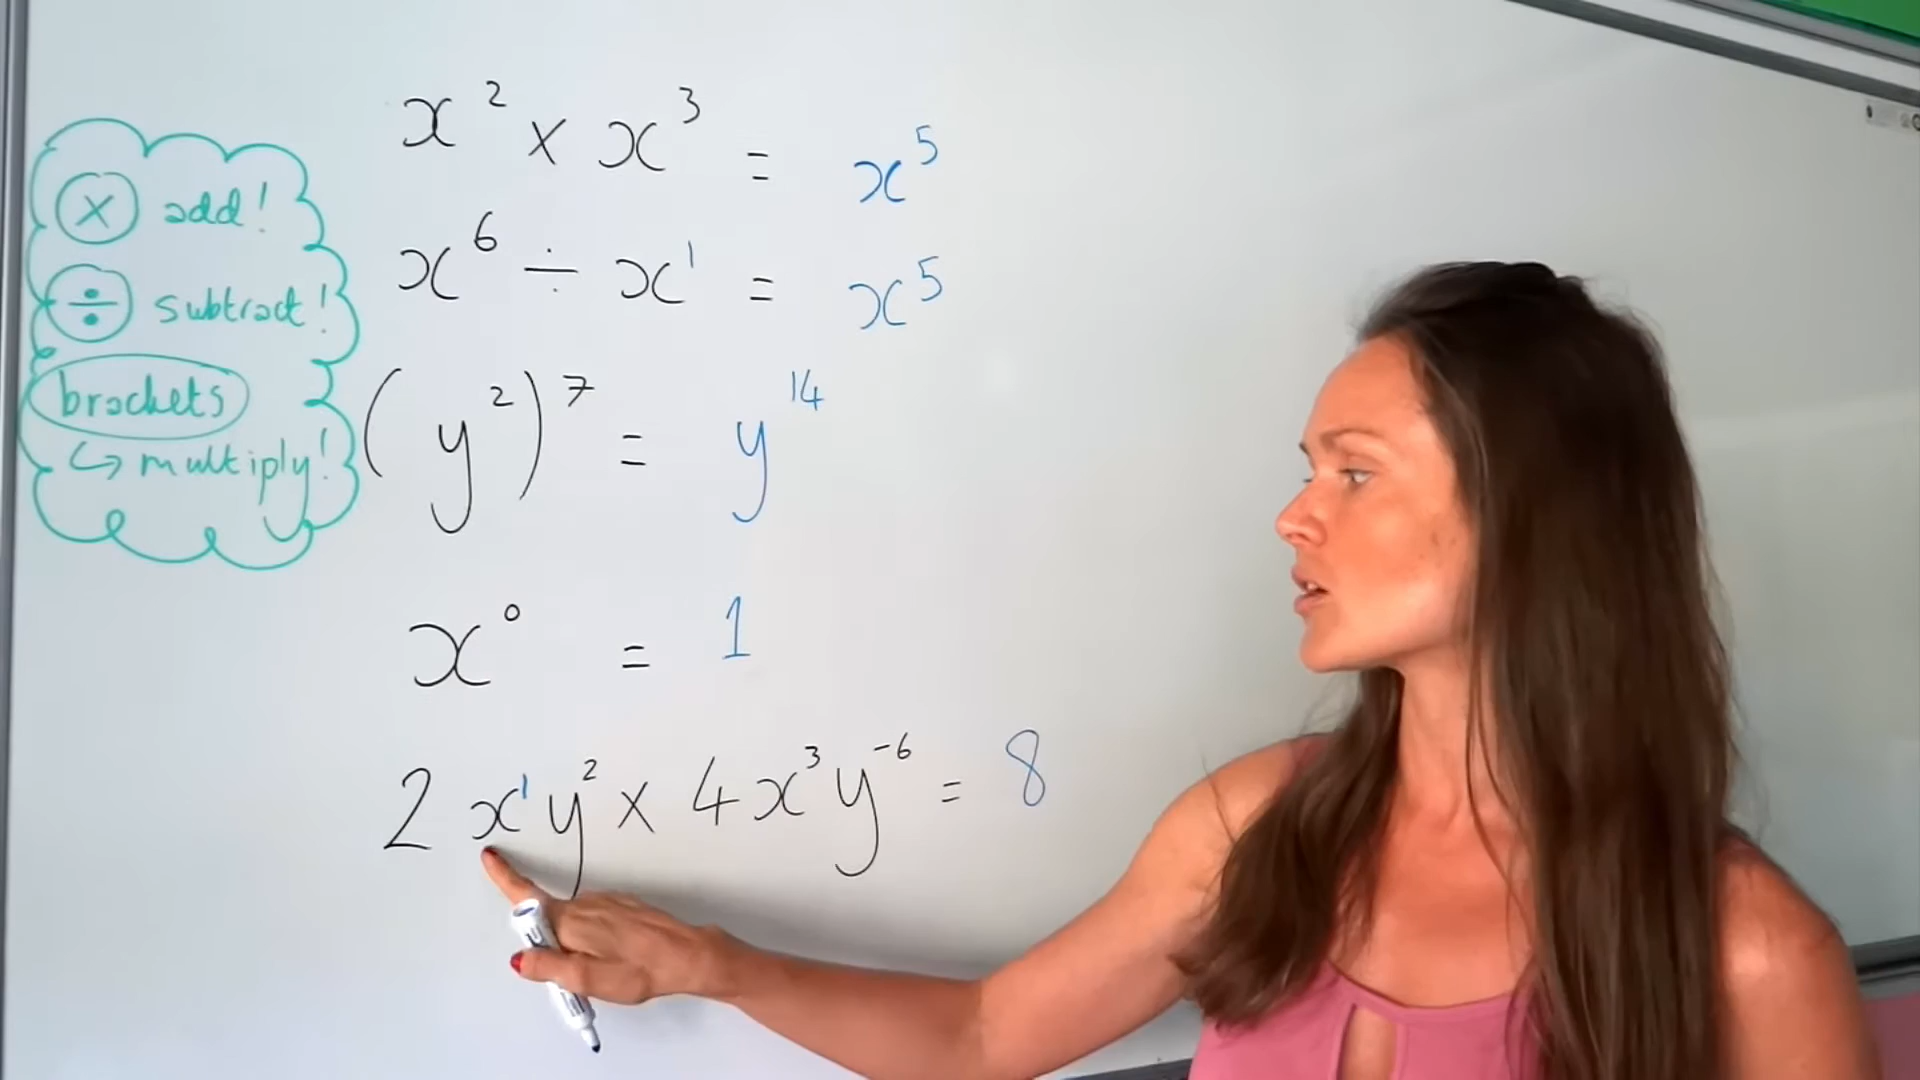 x² × x³ = x⁵
× add!
x⁶ ÷ x¹ = x⁵
÷ subtract!
brackets
↳ multiply!
(y²)⁷ = y¹⁴
x⁰ = 1
2x¹y² × 4x³y⁻⁶ = 8